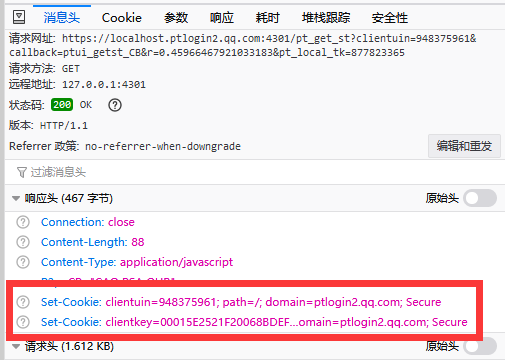 消息头 Cookie 参数 响应 耗时 堆栈跟踪 安全性
请求网址: https://localhost.ptlogin2.qq.com:4301/pt_get_st?clientuin=948375961&
callback=ptui_getst_CB&r=0.45966467921033183&pt_local_tk=877823365
请求方法: GET
远程地址: 127.0.0.1:4301
状态码: 200 OK
版本: HTTP/1.1
Referrer 政策: no-referrer-when-downgrade 编辑和重发
过滤消息头
响应头 (467 字节) 原始头
Connection: close
Content-Length: 88
Content-Type: application/javascript
Set-Cookie: clientuin=948375961; path=/; domain=ptlogin2.qq.com; Secure
Set-Cookie: clientkey=00015E2521F20068BDEF…omain=ptlogin2.qq.com; Secure
请求头 (1.612 KB) 原始头